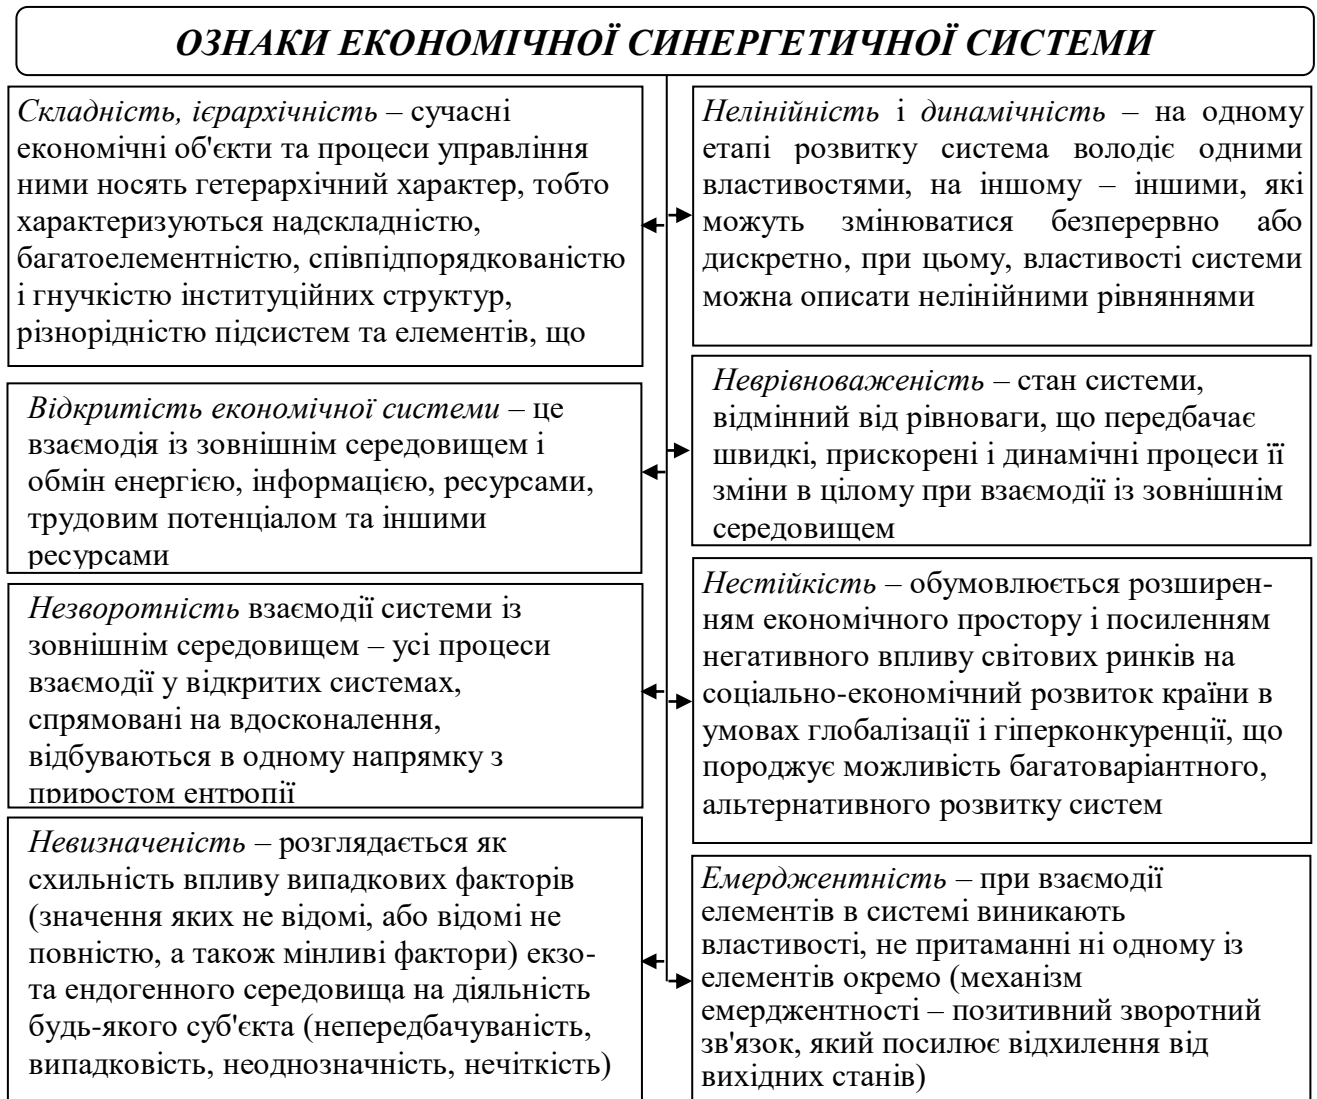 ОЗНАКИ ЕКОНОМІЧНОЇ СИНЕРГЕТИЧНОЇ СИСТЕМИ
Складність, ієрархічність – сучасні
економічні об'єкти та процеси управління
ними носять гетерархічний характер, тобто
характеризуються надскладністю,
багатоелементністю, співпідпорядкованістю
і гнучкістю інституційних структур,
різнорідністю підсистем та елементів, що
Відкритість економічної системи – це
взаємодія із зовнішнім середовищем і
обмін енергією, інформацією, ресурсами,
трудовим потенціалом та іншими
ресурсами
Незворотність взаємодії системи із
зовнішнім середовищем – усі процеси
взаємодії у відкритих системах,
спрямовані на вдосконалення,
відбуваються в одному напрямку з
приростом ентропії
Невизначеність – розглядається як
схильність впливу випадкових факторів
(значення яких не відомі, або відомі не
повністю, а також мінливі фактори) екзо-
та ендогенного середовища на діяльність
будь-якого суб'єкта (непередбачуваність,
випадковість, неоднозначність, нечіткість)
Нелінійність і динамічність – на одному
етапі розвитку система володіє одними
властивостями, на іншому – іншими, які
можуть змінюватися безперервно або
дискретно, при цьому, властивості системи
можна описати нелінійними рівняннями
Неврівноваженість – стан системи,
відмінний від рівноваги, що передбачає
швидкі, прискорені і динамічні процеси її
зміни в цілому при взаємодії із зовнішнім
середовищем
Нестійкість – обумовлюється розширен-
ням економічного простору і посиленням
негативного впливу світових ринків на
соціально-економічний розвиток країни в
умовах глобалізації і гіперконкуренції, що
породжує можливість багатоваріантного,
альтернативного розвитку систем
Емерджентність – при взаємодії
елементів в системі виникають
властивості, не притаманні ні одному із
елементів окремо (механізм
емерджентності – позитивний зворотний
зв'язок, який посилює відхилення від
вихідних станів)